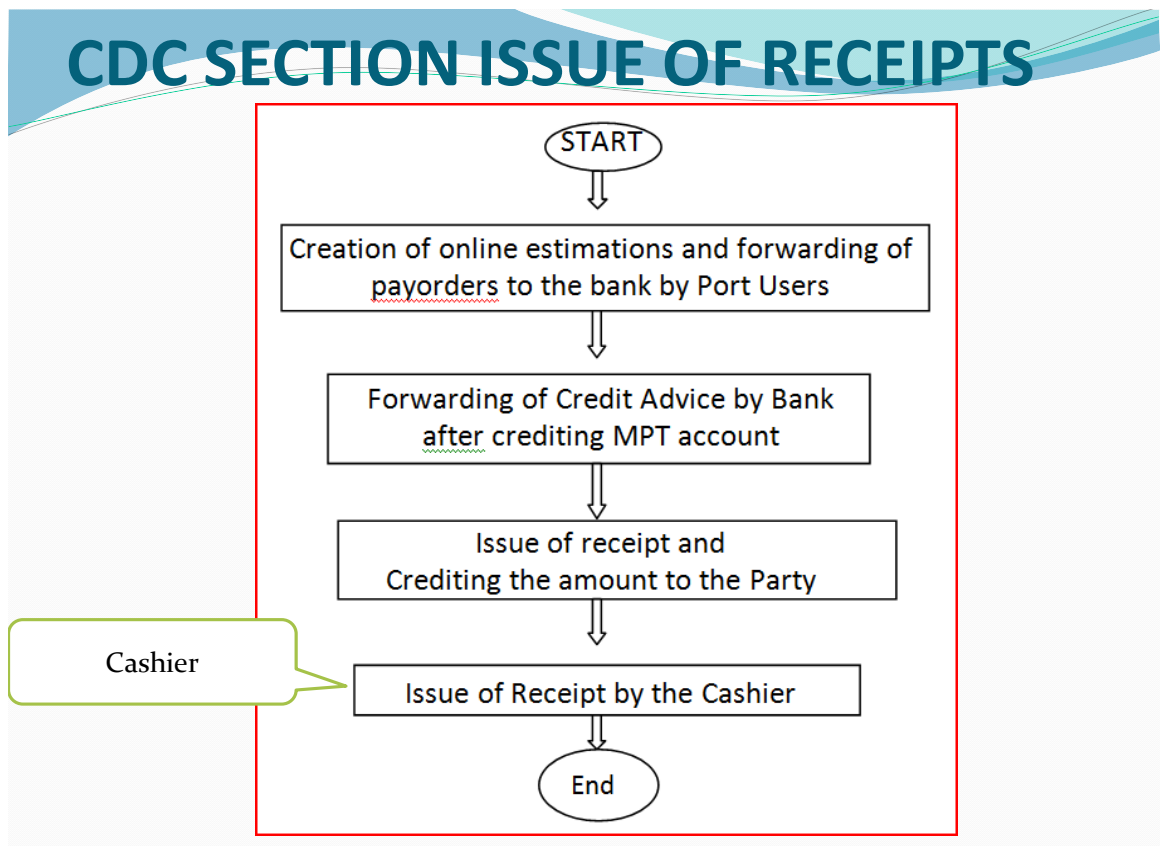 CDC SECTION ISSUE OF RECEIPTS
START
Creation of online estimations and forwarding of
payorders to the bank by Port Users
Forwarding of Credit Advice by Bank
after crediting MPT account
Issue of receipt and
Crediting the amount to the Party
Cashier
Issue of Receipt by the Cashier
End